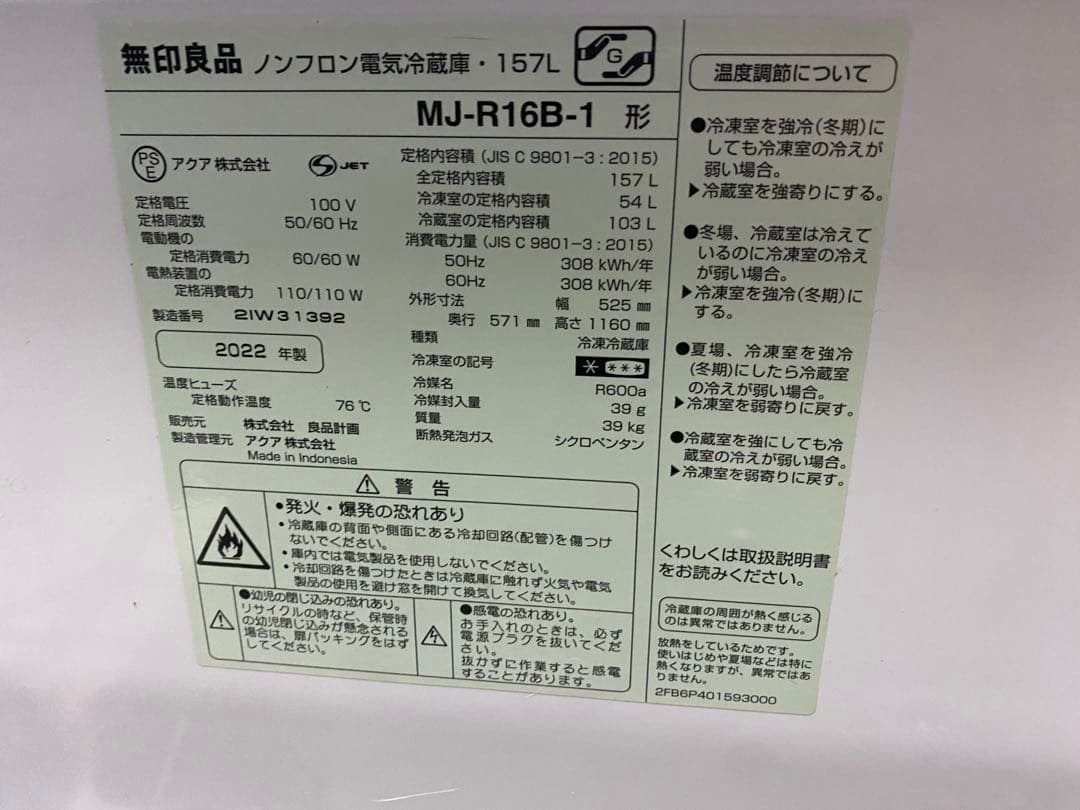 無印良品 ノンフロン電気冷蔵庫・157L G
MJ-R16B-1 形
PS E アクア 株式会社 S JET
定格電圧 100 V
定格周波数 50/60 Hz
電動機の
定格消費電力 60/60 W
電熱装置の
定格消費電力 110/110 W
製造番号 2IW31392
2022 年製
温度ヒューズ
定格動作温度 76 ℃
販売元 株式会社 良品計画
製造管理元 アクア 株式会社
Made in Indonesia
定格内容積 (JIS C 9801-3 : 2015)
全定格内容積 157 L
冷凍室の定格内容積 54 L
冷蔵室の定格内容積 103 L
消費電力量 (JIS C 9801-3 : 2015)
50Hz 308 kWh/年
60Hz 308 kWh/年
外形寸法 幅 525 ㎜
奥行 571 ㎜ 高さ 1160 ㎜
種類 冷凍冷蔵庫
冷凍室の記号 * ***
冷媒名 R600a
冷媒封入量 39 g
質量 39 kg
断熱発泡ガス シクロペンタン
警 告
•発火・爆発の恐れあり
•冷蔵庫の背面や側面にある冷却回路(配管)を傷つけ
ないでください。
•庫内では電気製品を使用しないでください。
•冷却回路を傷つけたときは冷蔵庫に触れず火気や電気
製品の使用を避け窓を開けて換気してください。
●幼児の閉じ込みの恐れあり。
リサイクルの時など、保管時
の幼児閉じ込みが懸念される
場合は、扉パッキングをはず
してください。
●感電の恐れあり。
お手入れのときは、必ず
電源プラグを抜いてくだ
さい。
抜かずに作業すると感電
することがあります。
温度調節について
●冷凍室を強冷(冬期)に
しても冷凍室の冷えが
弱い場合。
▶冷蔵室を強寄りにする。
●冬場、冷蔵室は冷えて
いるのに冷凍室の冷え
が弱い場合。
▶冷凍室を強冷(冬期)に
する。
●夏場、冷凍室を強冷
(冬期)にしたら冷蔵室
の冷えが弱い場合。
▶冷凍室を弱寄りに戻す。
●冷蔵室を強にしても冷
蔵室の冷えが弱い場合。
▶冷凍室を弱寄りに戻す。
くわしくは取扱説明書
をお読みください。
冷蔵庫の周囲が熱く感じる
のは異常ではありません。
放熱をしているためです。
使いはじめや夏場などは特に
熱くなりますが、異常ではあ
りません。
2FB6P401593000